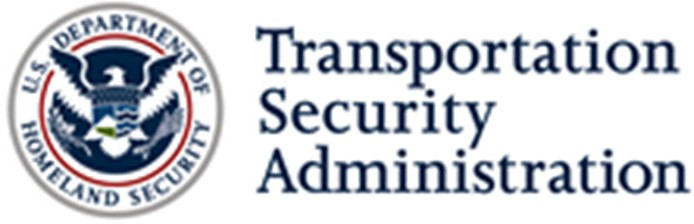 U.S. DEPARTMENT OF
HOMELAND SECURITY
Transportation
Security
Administration